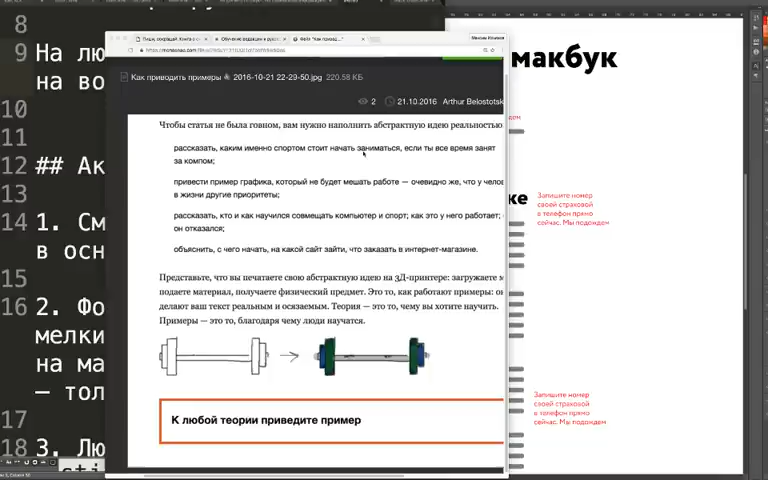 8
9 На лю
на во
10
11
12 ## Ак
13
14 1. См
в осн
15
16 2. Фо
мелки
на ма
— тол
17
18 3. Лю
Как приводить примеры
2016-10-21 22-29-50.jpg 220.58 КБ
2 21.10.2016 Arthur Belostotsk
Чтобы статья не была говном, вам нужно наполнить абстрактную идею реальностью
рассказать, каким именно спортом стоит начать заниматься, если ты все время занят
за компом;
привести пример графика, который не будет мешать работе — очевидно же, что у челов
в жизни другие приоритеты;
рассказать, кто и как научился совмещать компьютер и спорт; как это у него работает;
он отказался;
объяснить, с чего начать, на какой сайт зайти, что заказать в интернет-магазине.
Представьте, что вы печатаете свою абстрактную идею на 3Д-принтере: загружаете м
подаете материал, получаете физический предмет. Это то, как работают примеры: он
делают ваш текст реальным и осязаемым. Теория — это то, чему вы хотите научить.
Примеры — это то, благодаря чему люди научатся.
К любой теории приведите пример
макбук
дем
ке
Запишите номер
своей страховой
в телефон прямо
сейчас. Мы подождем
Запишите номер
своей страховой
в телефон прямо
сейчас. Мы подождем